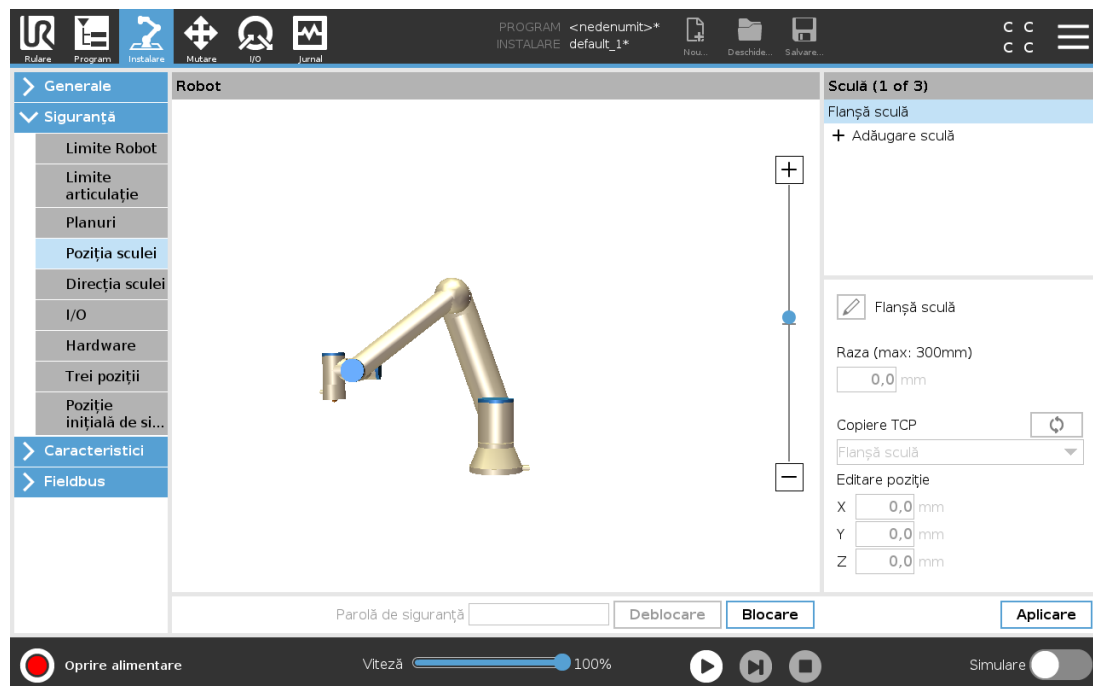 Rulare
Program
Instalare
Mutare
I/O
Jurnal
PROGRAM <nedenumit>*
INSTALARE default_1*
Nou...
Deschide...
Salvare...
C C
C C
Generale
Siguranță
Limite Robot
Limite
articulație
Planuri
Poziția sculei
Direcția sculei
I/O
Hardware
Trei poziții
Poziție
inițială de si...
Caracteristici
Fieldbus
Robot
+
−
Sculă (1 of 3)
Flanșă sculă
+ Adăugare sculă
Flanșă sculă
Raza (max: 300mm)
0,0 mm
Copiere TCP
Flanșă sculă
Editare poziție
X 0,0 mm
Y 0,0 mm
Z 0,0 mm
Parolă de siguranță
Deblocare
Blocare
Aplicare
Oprire alimentare
Viteză
100%
Simulare